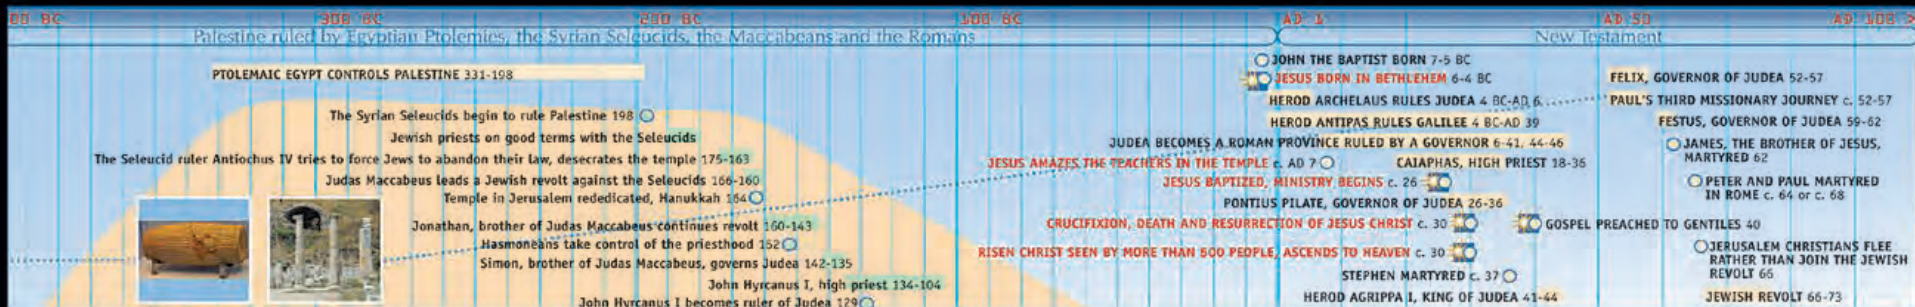 00 BC 300 BC 200 BC 100 BC AD 1 AD 50 AD 100
Palestine ruled by Egyptian Ptolemies, the Syrian Seleucids, the Maccabeans and the Romans
New Testament
PTOLEMAIC EGYPT CONTROLS PALESTINE 331-198
The Syrian Seleucids begin to rule Palestine 198
Jewish priests on good terms with the Seleucids
The Seleucid ruler Antiochus IV tries to force Jews to abandon their law, desecrates the temple 175-163
Judas Maccabeus leads a Jewish revolt against the Seleucids 166-160
Temple in Jerusalem rededicated, Hanukkah 164
Jonathan, brother of Judas Maccabeus continues revolt 160-143
Hasmoneans take control of the priesthood 152
Simon, brother of Judas Maccabeus, governs Judea 142-135
John Hyrcanus I, high priest 134-104
John Hyrcanus I becomes ruler of Judea 129
JOHN THE BAPTIST BORN 7-5 BC
JESUS BORN IN BETHLEHEM 6-4 BC
HEROD ARCHELAUS RULES JUDEA 4 BC-AD 6
HEROD ANTIPAS RULES GALILEE 4 BC-AD 39
JUDEA BECOMES A ROMAN PROVINCE RULED BY A GOVERNOR 6-41, 44-46
JESUS AMAZES THE TEACHERS IN THE TEMPLE c. AD 7
CAIAPHAS, HIGH PRIEST 18-36
JESUS BAPTIZED, MINISTRY BEGINS c. 26
PONTIUS PILATE, GOVERNOR OF JUDEA 26-36
CRUCIFIXION, DEATH AND RESURRECTION OF JESUS CHRIST c. 30
GOSPEL PREACHED TO GENTILES 40
RISEN CHRIST SEEN BY MORE THAN 500 PEOPLE, ASCENDS TO HEAVEN c. 30
STEPHEN MARTYRED c. 37
HEROD AGRIPPA I, KING OF JUDEA 41-44
FELIX, GOVERNOR OF JUDEA 52-57
PAUL'S THIRD MISSIONARY JOURNEY c. 52-57
FESTUS, GOVERNOR OF JUDEA 59-62
JAMES, THE BROTHER OF JESUS,
MARTYRED 62
PETER AND PAUL MARTYRED
IN ROME c. 64 or c. 68
JERUSALEM CHRISTIANS FLEE
RATHER THAN JOIN THE JEWISH
REVOLT 66
JEWISH REVOLT 66-73